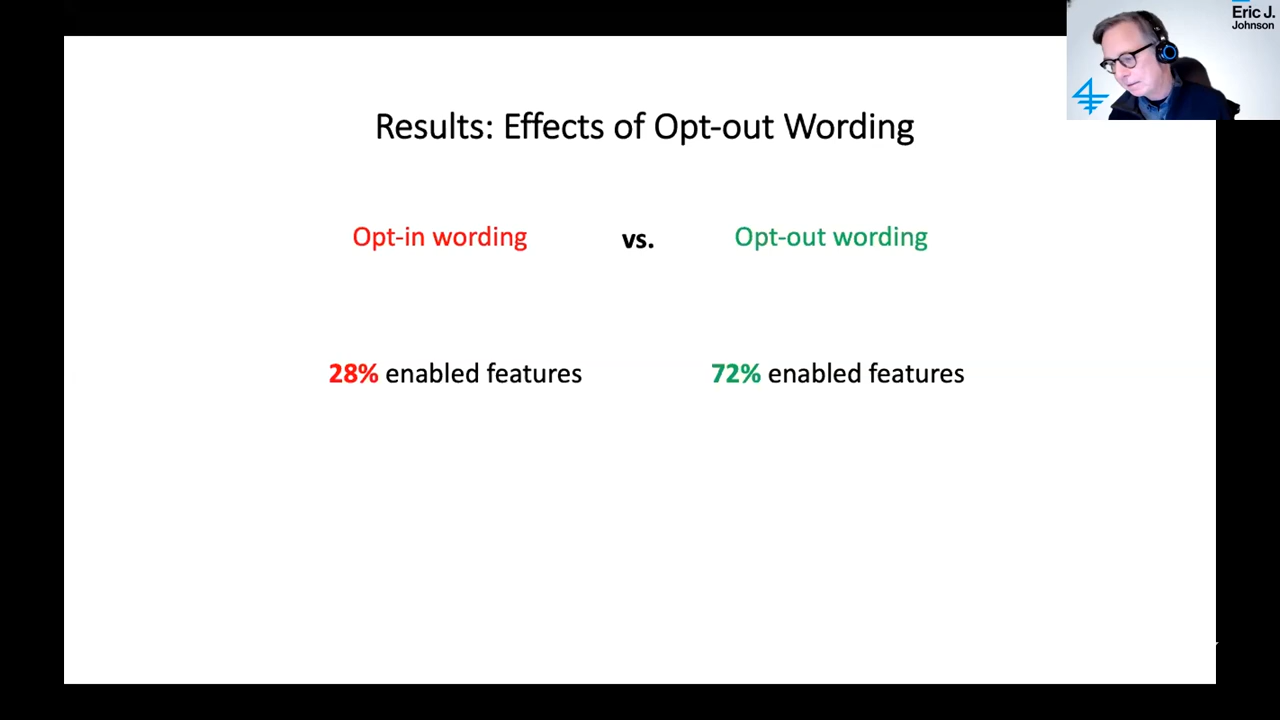 Eric J.
Johnson
Results: Effects of Opt-out Wording
Opt-in wording vs. Opt-out wording
28% enabled features 72% enabled features